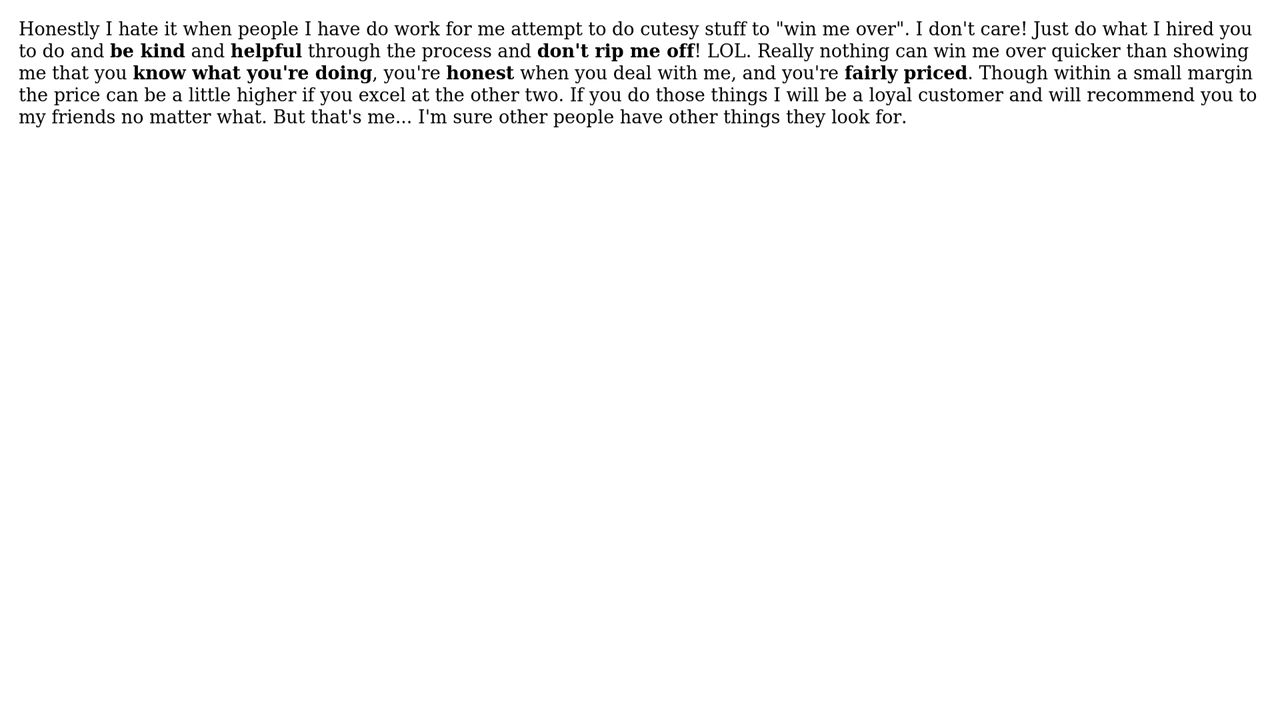 Honestly I hate it when people I have do work for me attempt to do cutesy stuff to "win me over". I don't care! Just do what I hired you
to do and be kind and helpful through the process and don't rip me off! LOL. Really nothing can win me over quicker than showing
me that you know what you're doing, you're honest when you deal with me, and you're fairly priced. Though within a small margin
the price can be a little higher if you excel at the other two. If you do those things I will be a loyal customer and will recommend you to
my friends no matter what. But that's me... I'm sure other people have other things they look for.